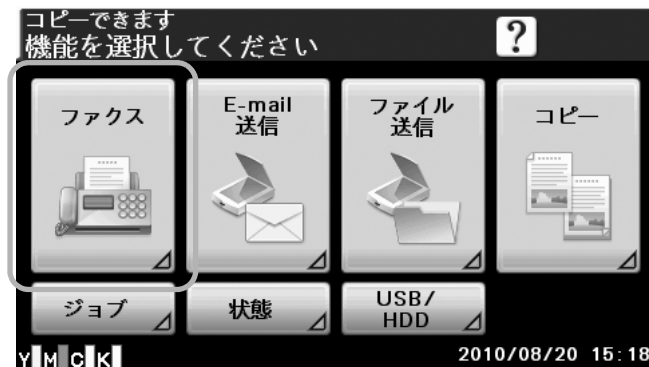 コピーできます
機能を選択してください
?
ファクス
E-mail
送信
ファイル
送信
コピー
ジョブ
状態
USB/
HDD
Y M C K
2010/08/20 15:18